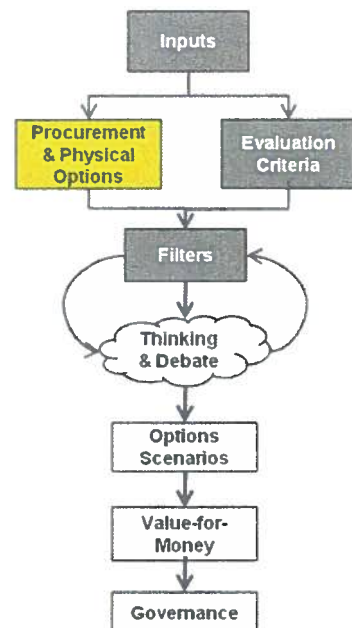 Inputs
Procurement
& Physical
Options
Evaluation
Criteria
Filters
Thinking
& Debate
Options
Scenarios
Value-for-
Money
Governance